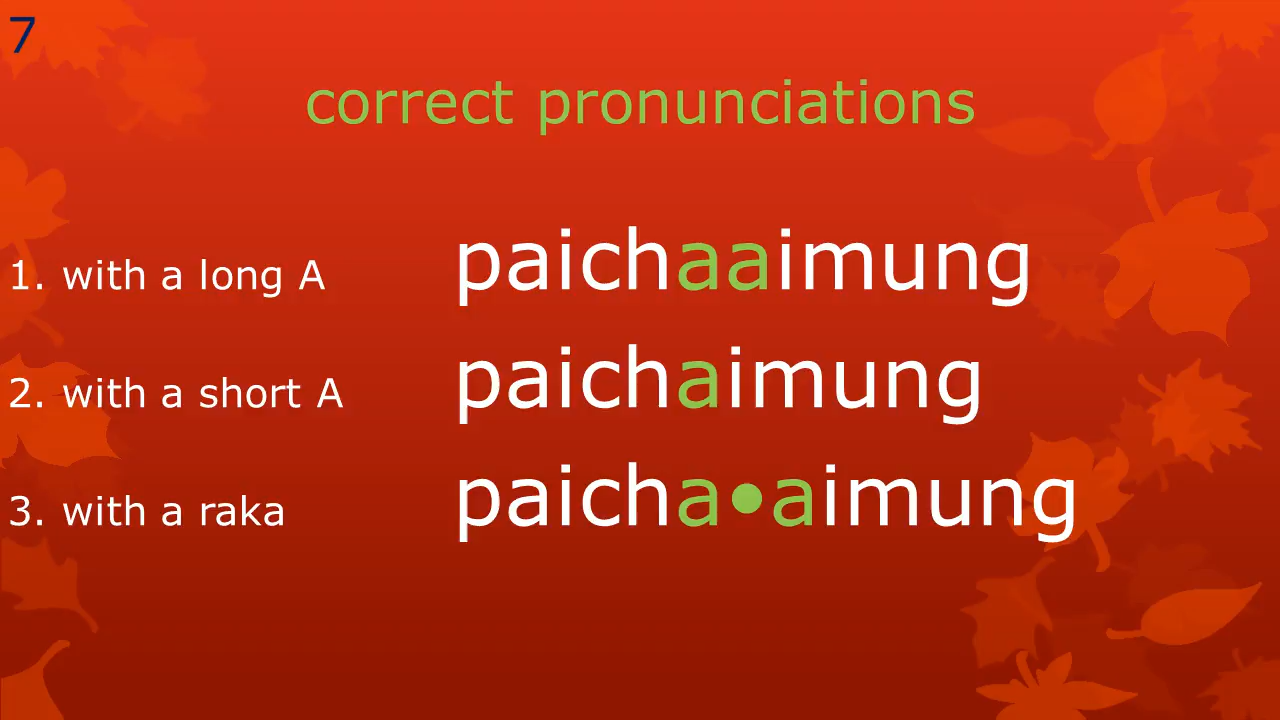 7
correct pronunciations
1. with a long A paichaaimung
2. with a short A paichaimung
3. with a raka paicha•aimung